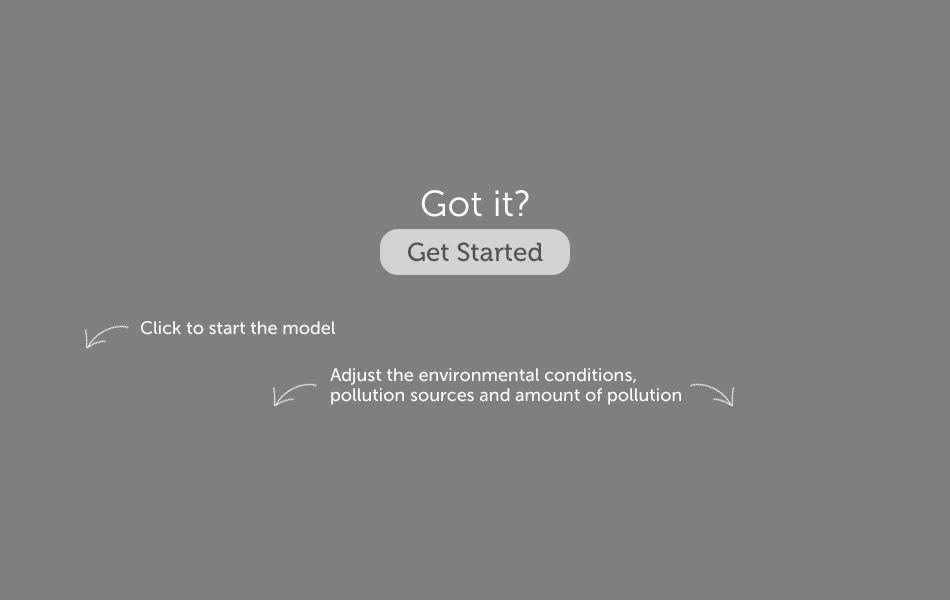 Got it?
Get Started
Click to start the model
Adjust the environmental conditions,
pollution sources and amount of pollution